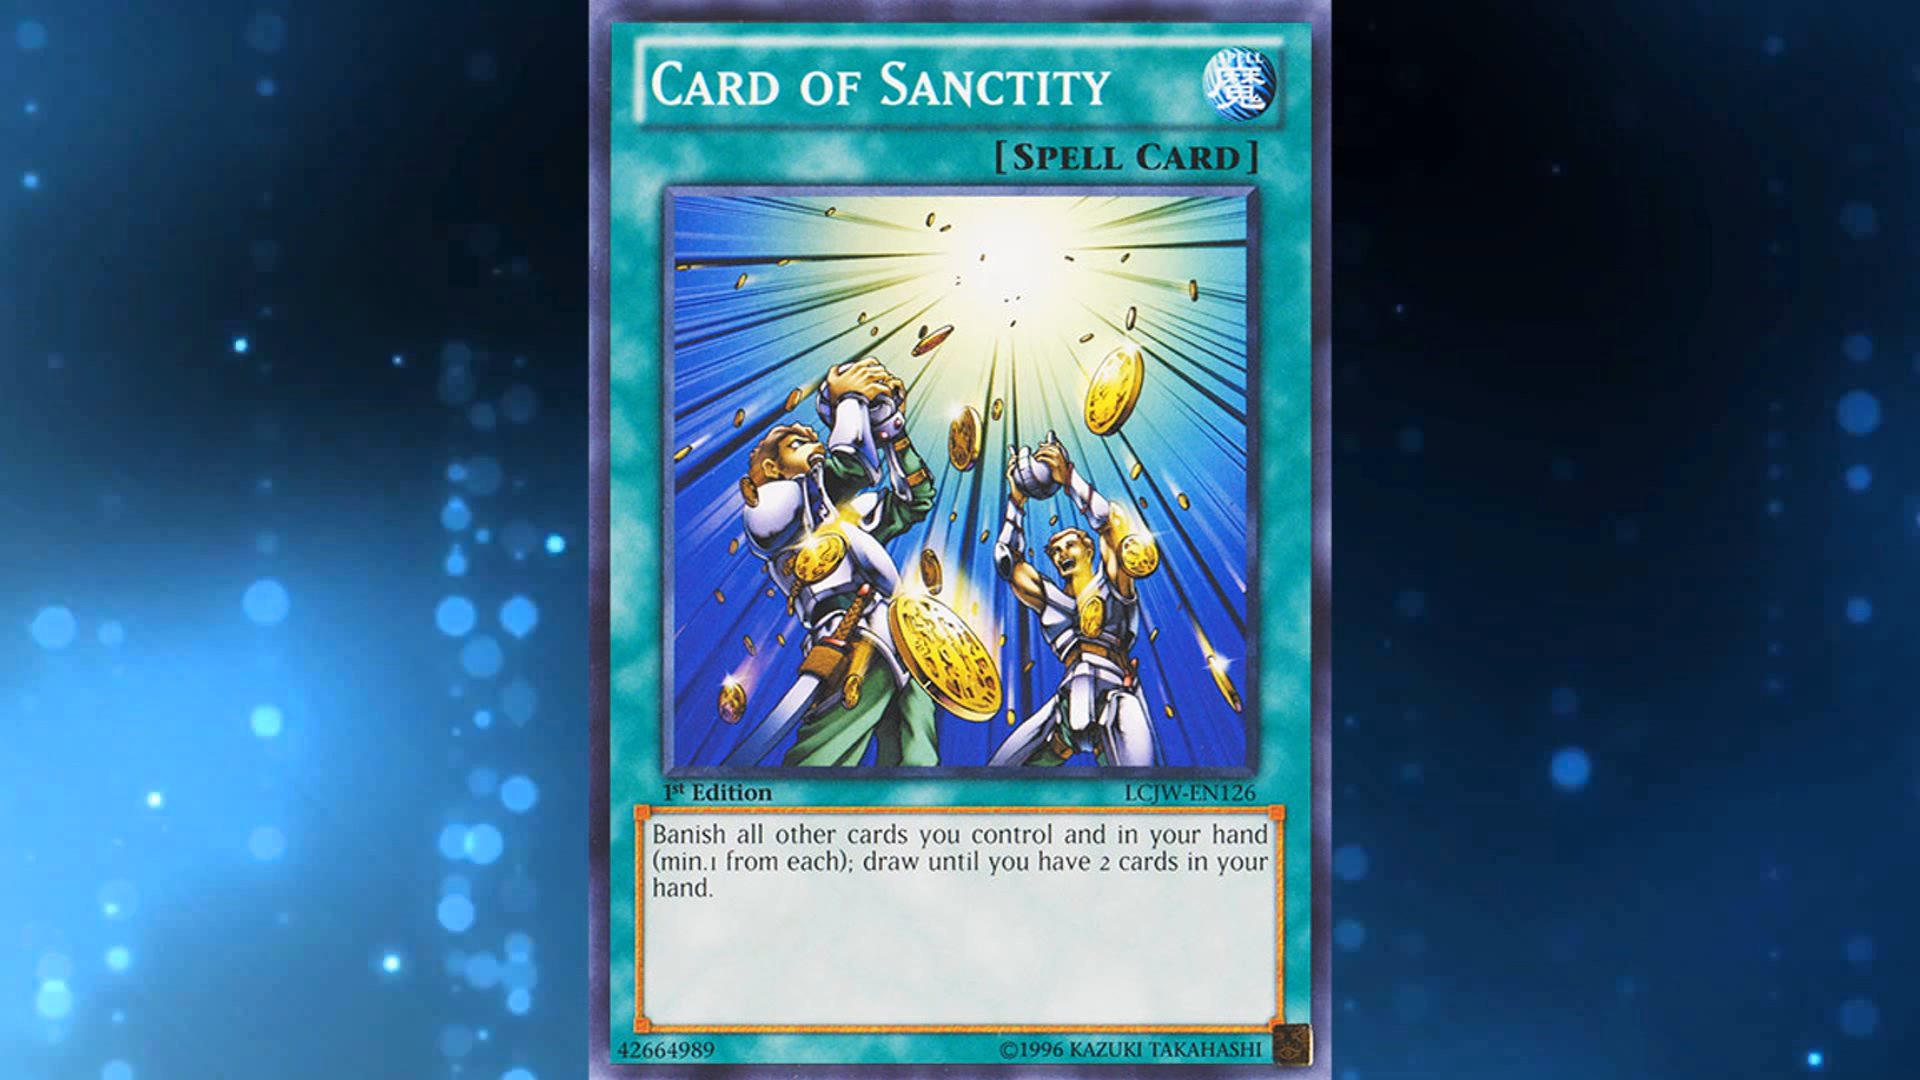 CARD OF SANCTITY
SPELL
魔
[SPELL CARD]
1st Edition
LCJW-EN126
Banish all other cards you control and in your hand
(min.1 from each); draw until you have 2 cards in your
hand.
42664989
©1996 KAZUKI TAKAHASHI